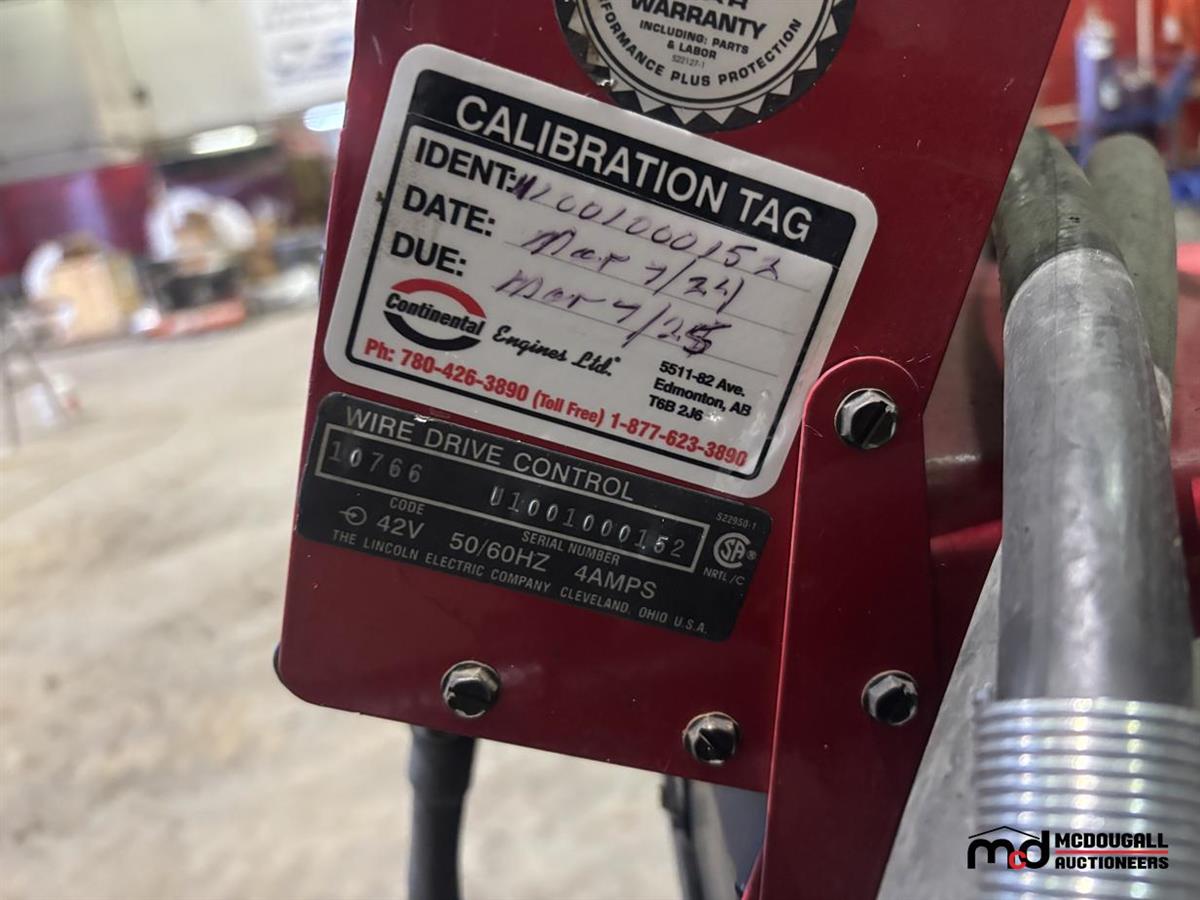 WARRANTY
INCLUDING: PARTS
& LABOR
S22127-1
PERFORMANCE PLUS PROTECTION
CALIBRATION TAG
IDENT: U1001000152
DATE: Mar 7/24
DUE: Mar 7/25
Continental Engines Ltd.
5511-82 Ave.
Edmonton, AB
T6B 2J6
Ph: 780-426-3890 (Toll Free) 1-877-623-3890
WIRE DRIVE CONTROL
S22950-1
10766 U1001000152
CODE SERIAL NUMBER
42V 50/60HZ 4AMPS
SA ®
NRTL/C
THE LINCOLN ELECTRIC COMPANY CLEVELAND, OHIO U.S.A.
mcd MCDOUGALL
AUCTIONEERS